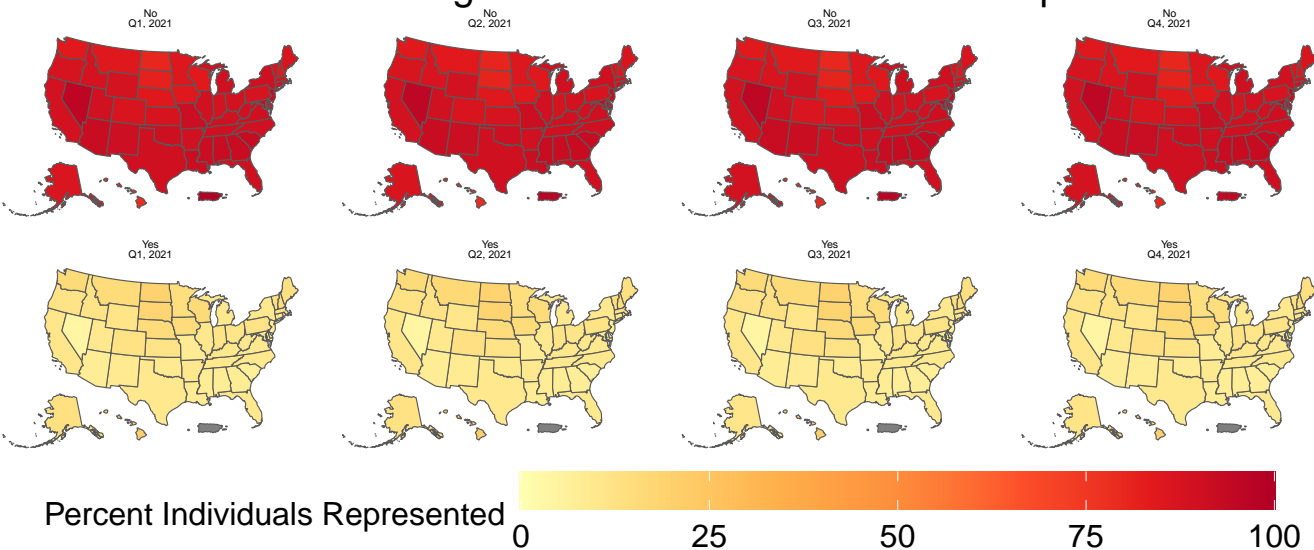 No
Q1, 2021
No
Q2, 2021
No
Q3, 2021
No
Q4, 2021
Yes
Q1, 2021
Yes
Q2, 2021
Yes
Q3, 2021
Yes
Q4, 2021
Percent Individuals Represented
0 25 50 75 100